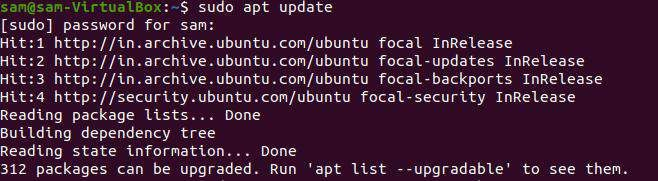 sam@sam-VirtualBox:~$ sudo apt update
[sudo] password for sam:
Hit:1 http://in.archive.ubuntu.com/ubuntu focal InRelease
Hit:2 http://in.archive.ubuntu.com/ubuntu focal-updates InRelease
Hit:3 http://in.archive.ubuntu.com/ubuntu focal-backports InRelease
Hit:4 http://security.ubuntu.com/ubuntu focal-security InRelease
Reading package lists... Done
Building dependency tree
Reading state information... Done
312 packages can be upgraded. Run 'apt list --upgradable' to see them.